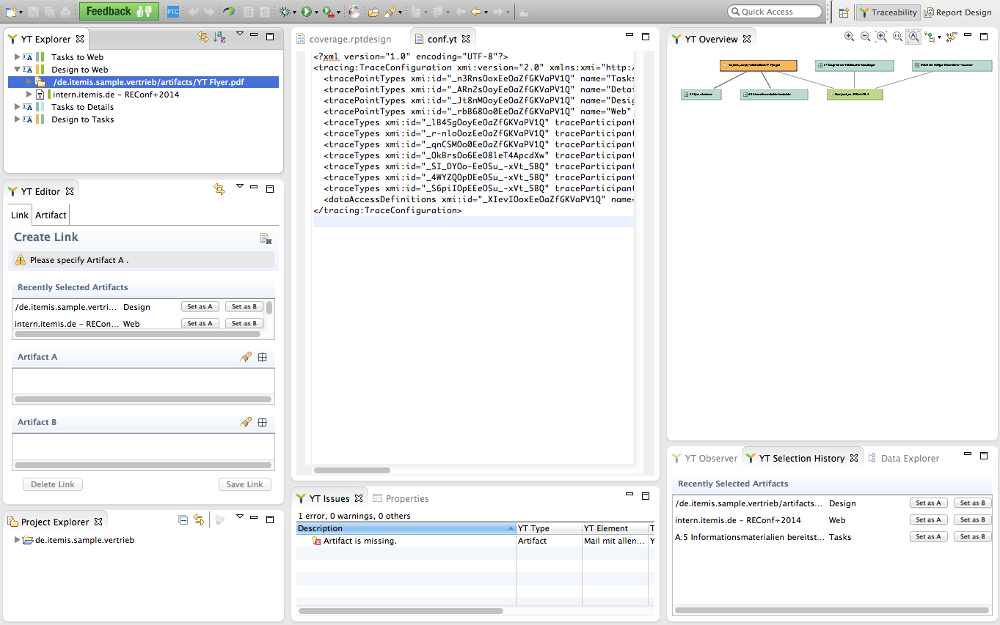 Feedback
PTC
Quick Access
Traceability
Report Design
YT Explorer
Tasks to Web
Design to Web
/de.itemis.sample.vertrieb/artifacts/YT Flyer.pdf
intern.itemis.de – REConf+2014
Tasks to Details
Design to Tasks
YT Editor
Link
Artifact
Create Link
Please specify Artifact A .
Recently Selected Artifacts
/de.itemis.sample.vertri... Design Set as A Set as B
intern.itemis.de – RECon... Web Set as A Set as B
Artifact A
Artifact B
Delete Link
Save Link
Project Explorer
de.itemis.sample.vertrieb
coverage.rptdesign
conf.yt
<?xml version="1.0" encoding="UTF-8"?>
<tracing:TraceConfiguration xmi:version="2.0" xmlns:xmi="http:/
<tracePointTypes xmi:id="_n3RnsOoxEeOaZfGKVaPV1Q" name="Tasks
<tracePointTypes xmi:id="_ARn2sOoyEeOaZfGKVaPV1Q" name="Detai
<tracePointTypes xmi:id="_Jt8nMOoyEeOaZfGKVaPV1Q" name="Desig
<tracePointTypes xmi:id="_rbB68Oo0EeOaZfGKVaPV1Q" name="Web"
<traceTypes xmi:id="_lB45gOoyEeOaZfGKVaPV1Q" traceParticipant
<traceTypes xmi:id="_r-nloOozEeOaZfGKVaPV1Q" traceParticipant
<traceTypes xmi:id="_qnCSMOo0EeOaZfGKVaPV1Q" traceParticipant
<traceTypes xmi:id="_OkBrsOo6EeO8leT4ApcdXw" traceParticipant
<traceTypes xmi:id="_SI_DYOo-EeOSu_-xVt_5BQ" traceParticipant
<traceTypes xmi:id="_4WYZQOpDEeOSu_-xVt_5BQ" traceParticipant
<traceTypes xmi:id="_S6piIOpEEeOSu_-xVt_5BQ" traceParticipant
<dataAccessDefinitions xmi:id="_XIevIOoxEeOaZfGKVaPV1Q" name=
</tracing:TraceConfiguration>
YT Issues
Properties
1 error, 0 warnings, 0 others
Description YT Type YT Element T
Artifact is missing. Artifact Mail mit allen... Y
YT Overview
YT Observer
YT Selection History
Data Explorer
Recently Selected Artifacts
/de.itemis.sample.vertrieb/artifacts... Design Set as A Set as B
intern.itemis.de – REConf+2014 Web Set as A Set as B
A:5 Informationsmaterialien bereitst... Tasks Set as A Set as B